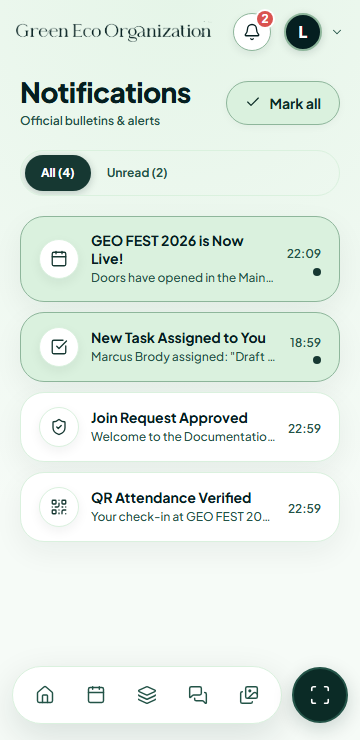 Green Eco Organization
2
L
Notifications
Official bulletins & alerts
Mark all
All (4)
Unread (2)
GEO FEST 2026 is Now
Live!
Doors have opened in the Main...
22:09
New Task Assigned to You
Marcus Brody assigned: "Draft ...
18:59
Join Request Approved
Welcome to the Documentatio...
22:59
QR Attendance Verified
Your check-in at GEO FEST 20...
22:59